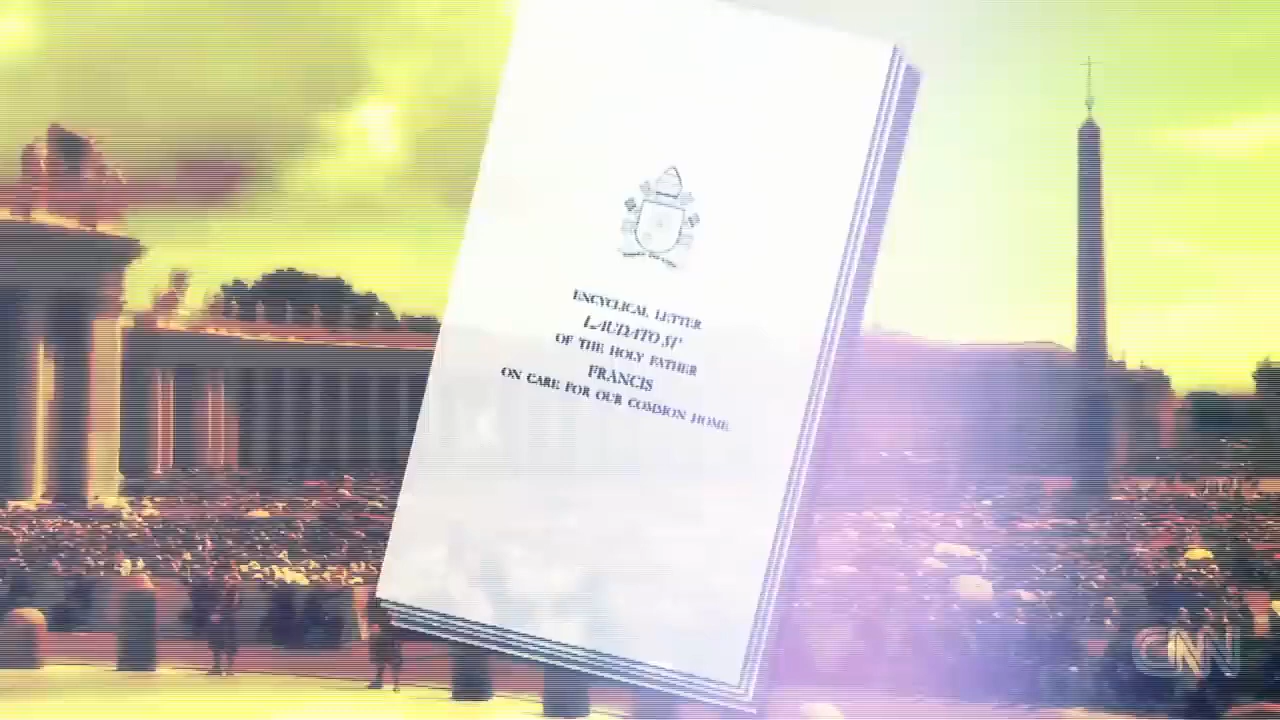 ENCYCLICAL LETTER
LAUDATO SI'
OF THE HOLY FATHER
FRANCIS
ON CARE FOR OUR COMMON HOME
CNN